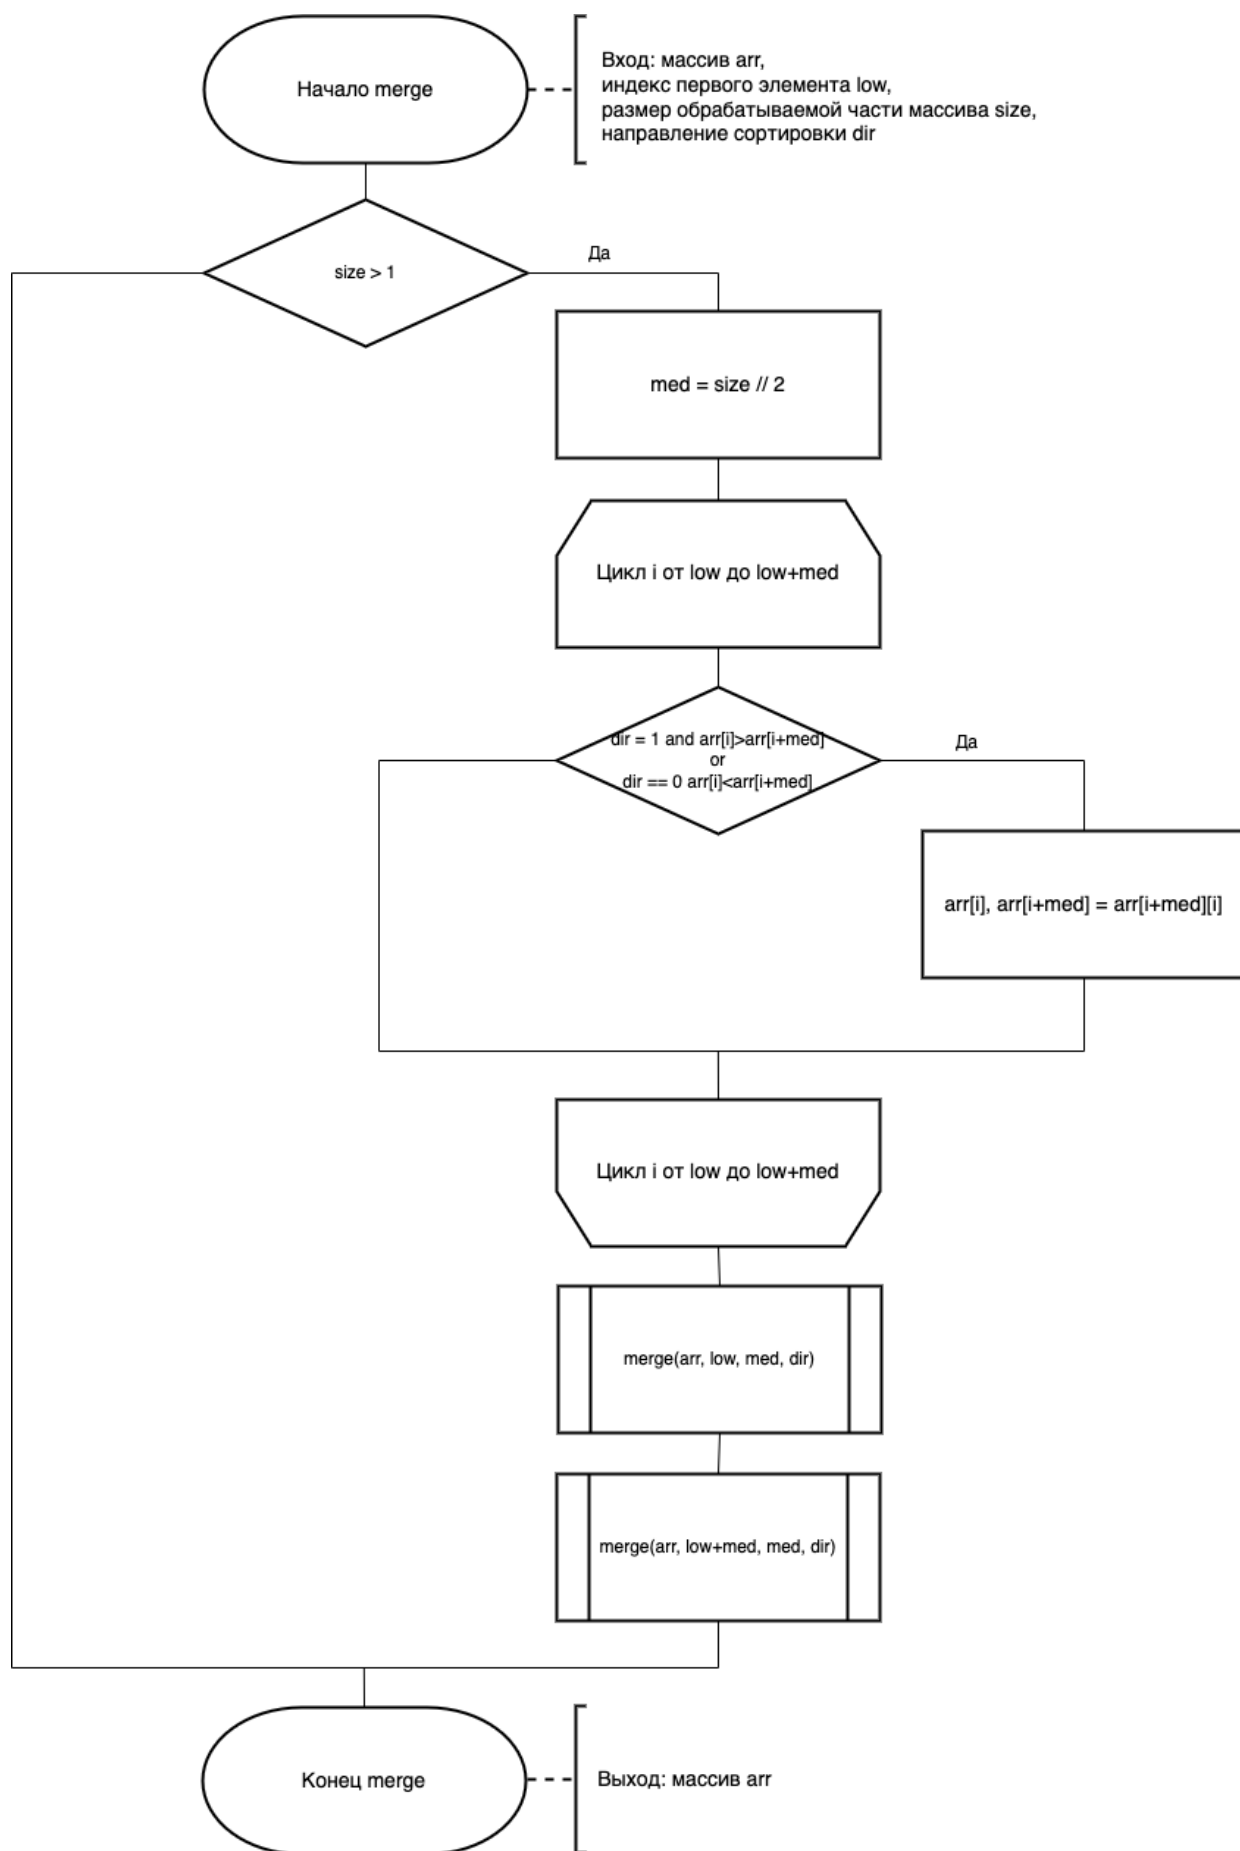 Начало merge
Вход: массив arr,
индекс первого элемента low,
размер обрабатываемой части массива size,
направление сортировки dir
size > 1
Да
med = size // 2
Цикл i от low до low+med
dir = 1 and arr[i]>arr[i+med]
or
dir == 0 arr[i]<arr[i+med]
Да
arr[i], arr[i+med] = arr[i+med][i]
Цикл i от low до low+med
merge(arr, low, med, dir)
merge(arr, low+med, med, dir)
Конец merge
Выход: массив arr